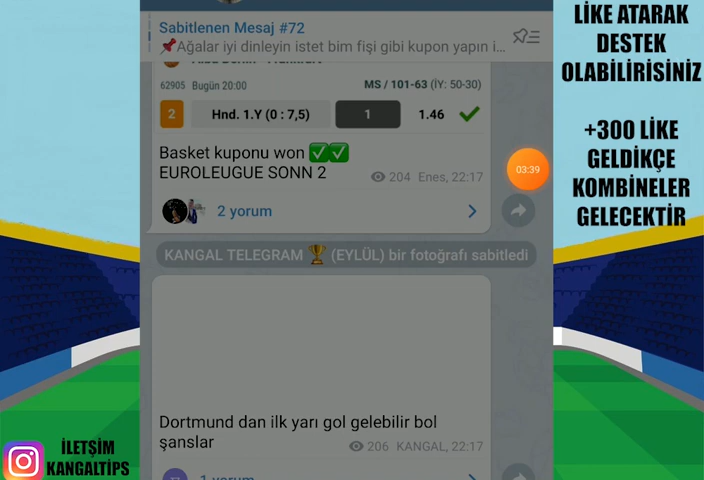 Sabitlenen Mesaj #72
📌Ağalar iyi dinleyin istet bim fişi gibi kupon yapın i...
62905 Bugün 20:00 MS / 101-63 (İY: 50-30)
2 Hnd. 1.Y (0 : 7,5) 1 1.46
Basket kuponu won ✅✅
EUROLEUGUE SONN 2
204 Enes, 22:17
2 yorum
03:39
KANGAL TELEGRAM 🏆 (EYLÜL) bir fotoğrafı sabitledi
Dortmund dan ilk yarı gol gelebilir bol
şanslar
206 KANGAL, 22:17
1 yorum
LİKE ATARAK
DESTEK
OLABİLİRİSİNİZ
+300 LİKE
GELDİKÇE
KOMBİNELER
GELECEKTİR
İLETŞİM
KANGALTİPS